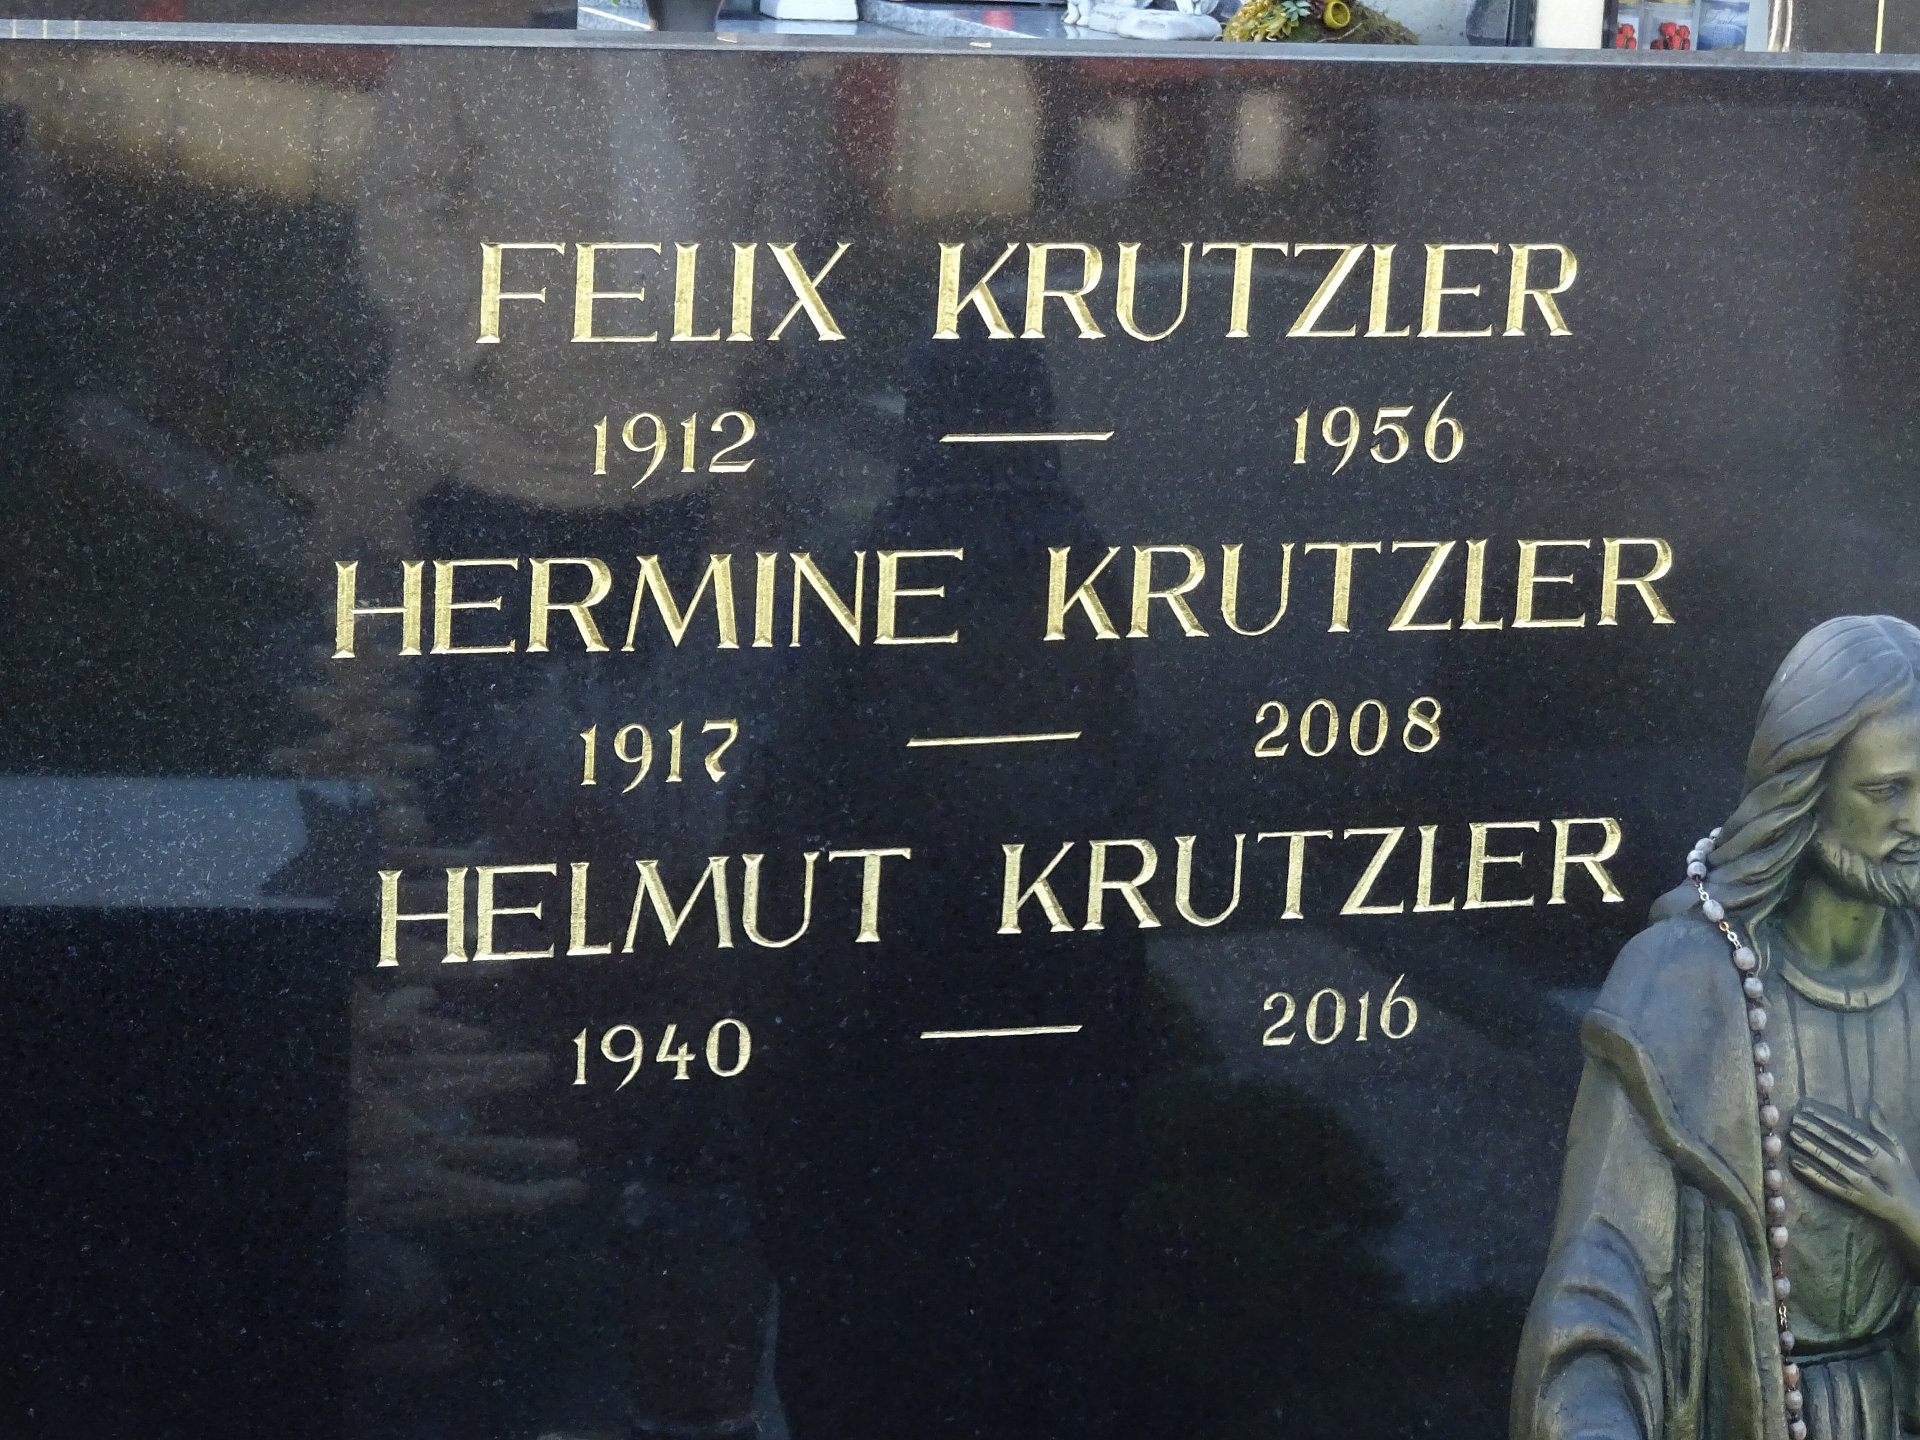 FELIX KRUTZLER
1912 — 1956
HERMINE KRUTZLER
1917 — 2008
HELMUT KRUTZLER
1940 — 2016